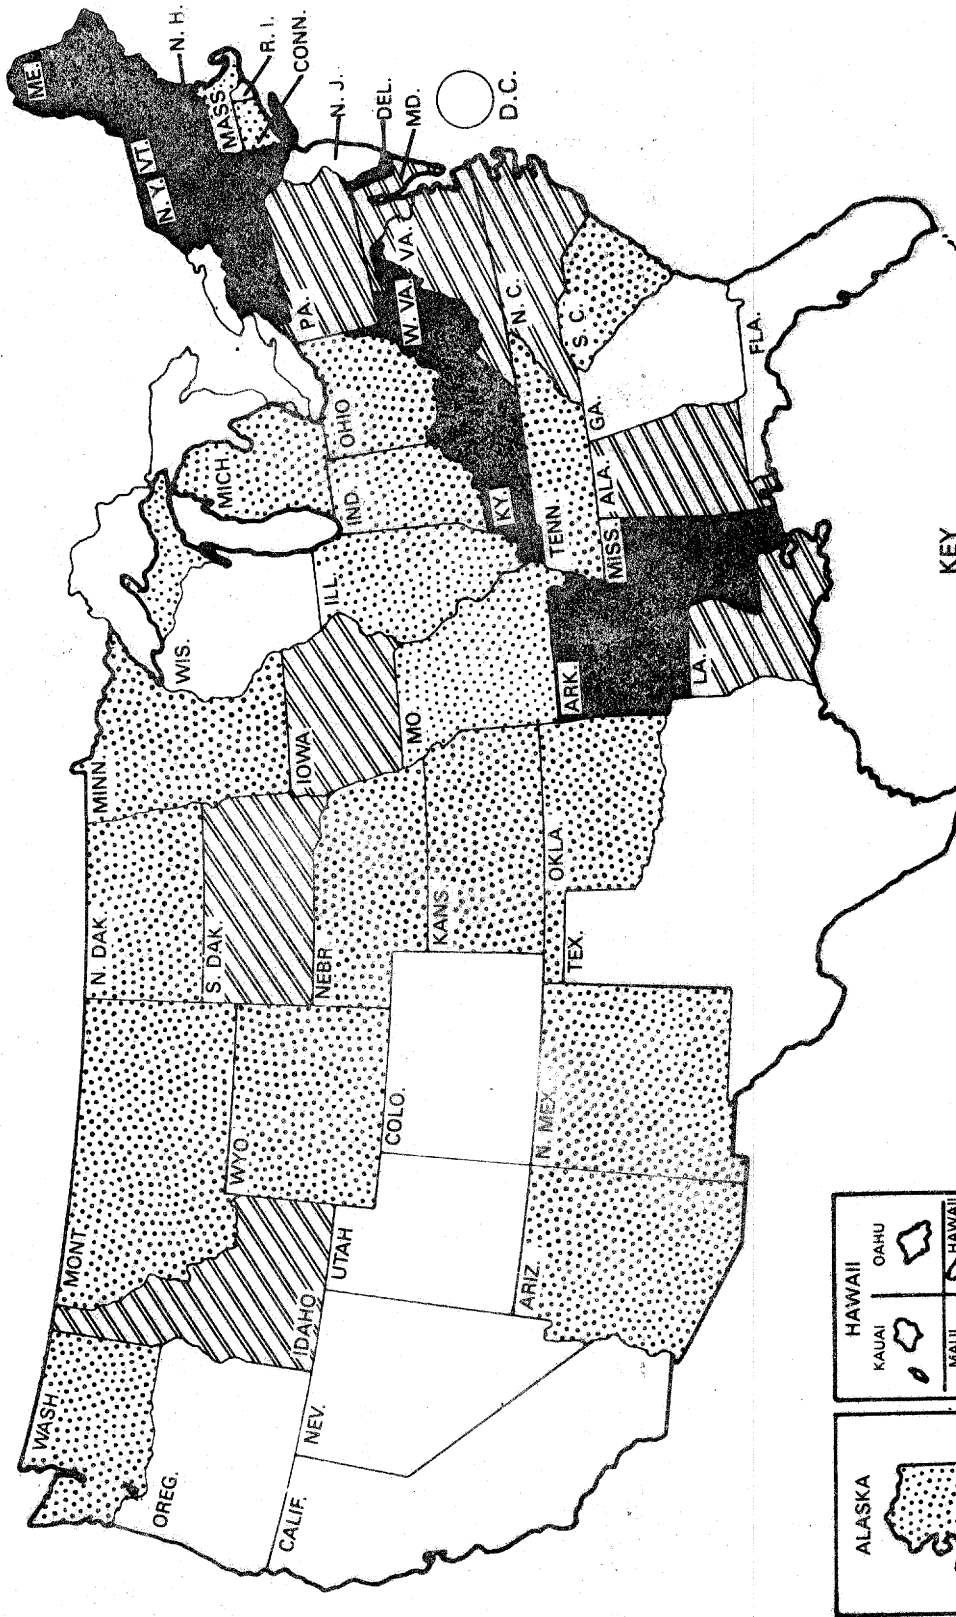 WASH.
MONT.
N. DAK.
MINN.
WIS.
MICH.
N. Y.
VT.
ME.
N. H.
MASS.
R. I.
CONN.
N. J.
DEL.
MD.
D.C.
OREG.
IDAHO
WYO.
S. DAK.
IOWA
ILL.
IND.
OHIO
PA.
W. VA.
VA.
CALIF.
NEV.
UTAH
COLO.
NEBR.
KANS.
MO.
KY.
N. C.
TENN.
S. C.
ARIZ.
N. MEX.
OKLA.
TEX.
ARK.
LA.
MISS.
ALA.
GA.
FLA.
ALASKA
HAWAII
KAUAI
OAHU
MAUI
HAWAII
KEY